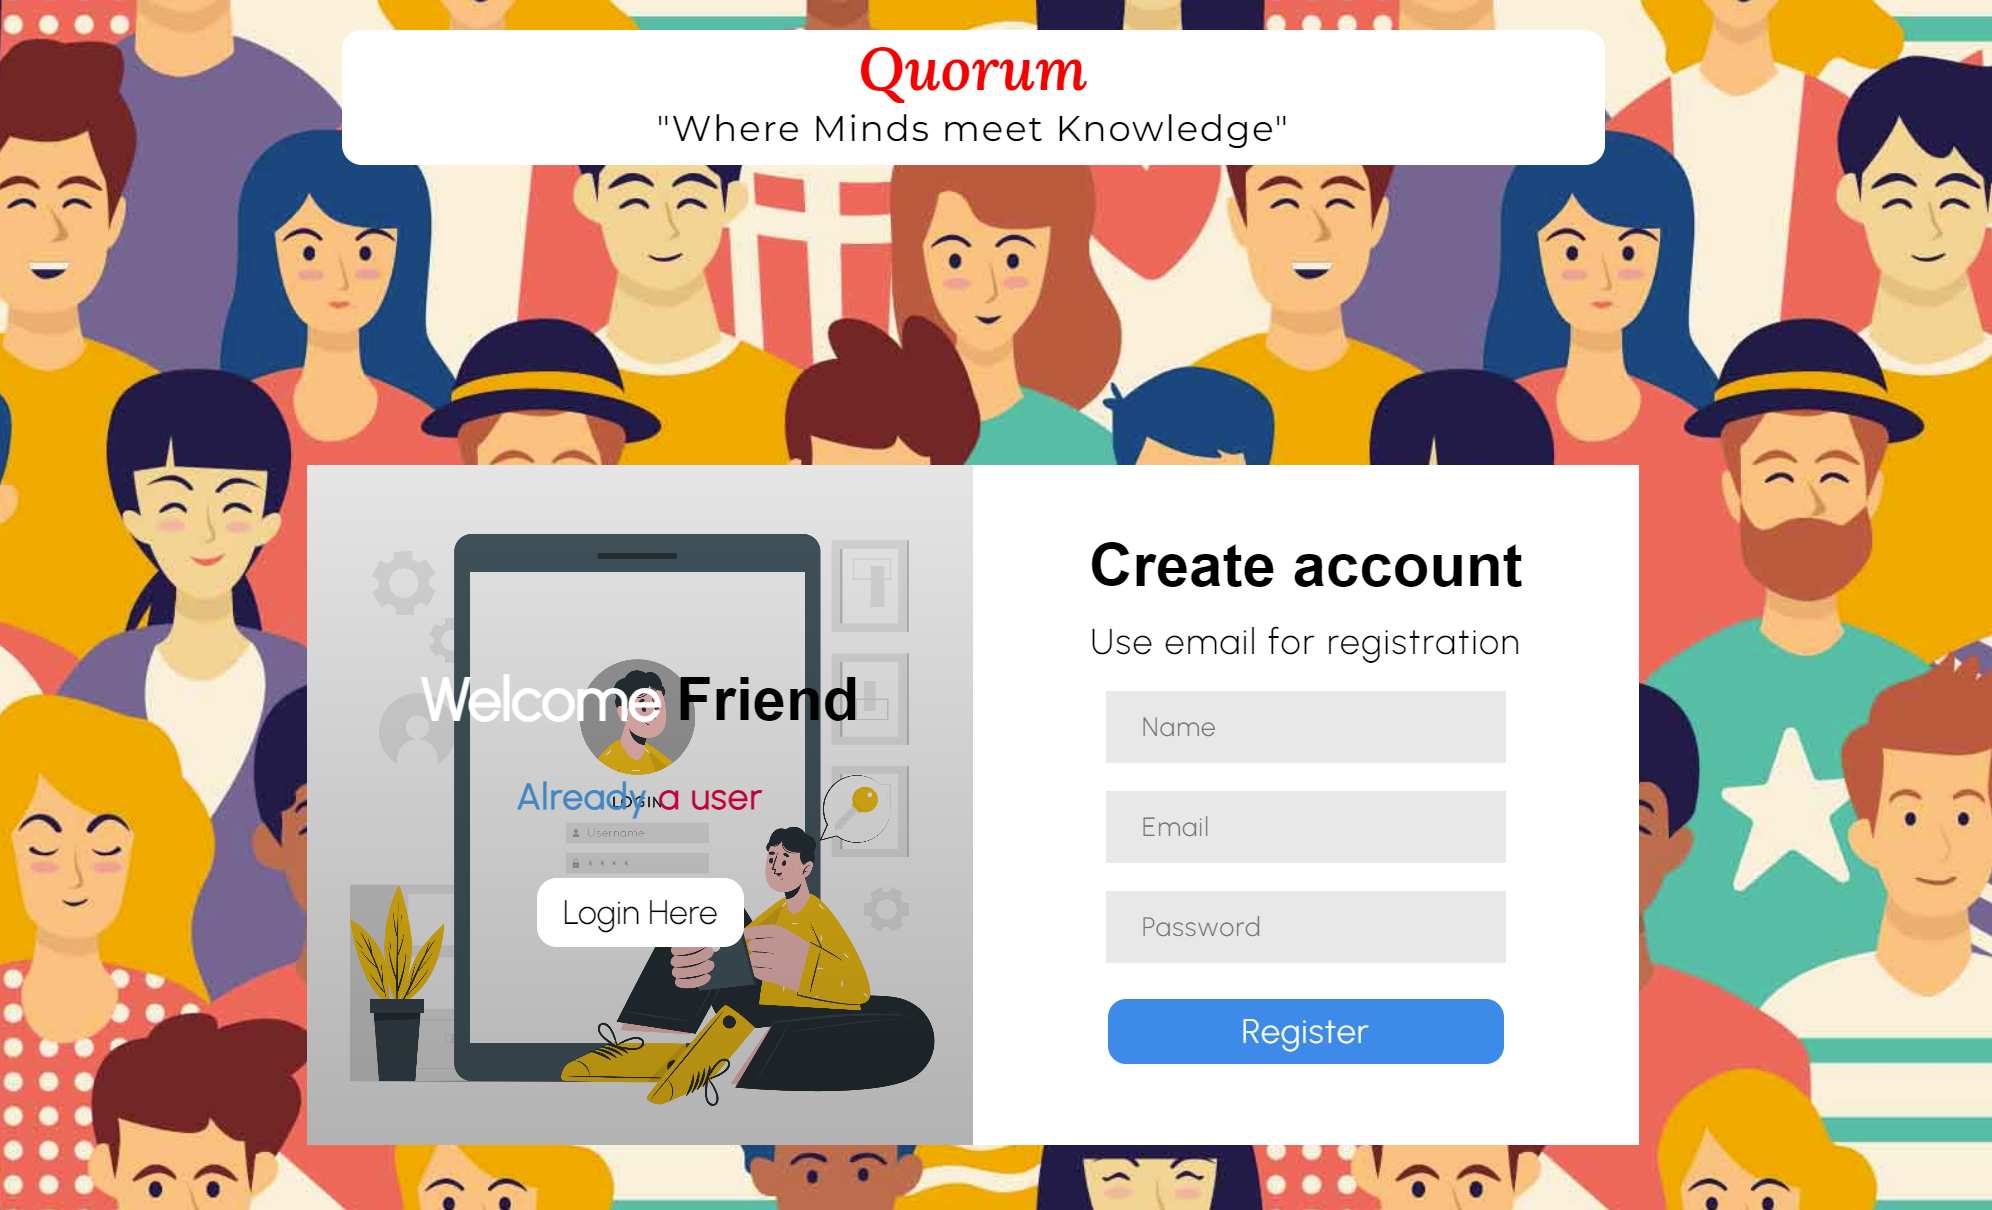 Quorum
"Where Minds meet Knowledge"
Welcome Friend
Already a user
LOGIN
Username
* * * *
Login Here
Create account
Use email for registration
Name
Email
Password
Register